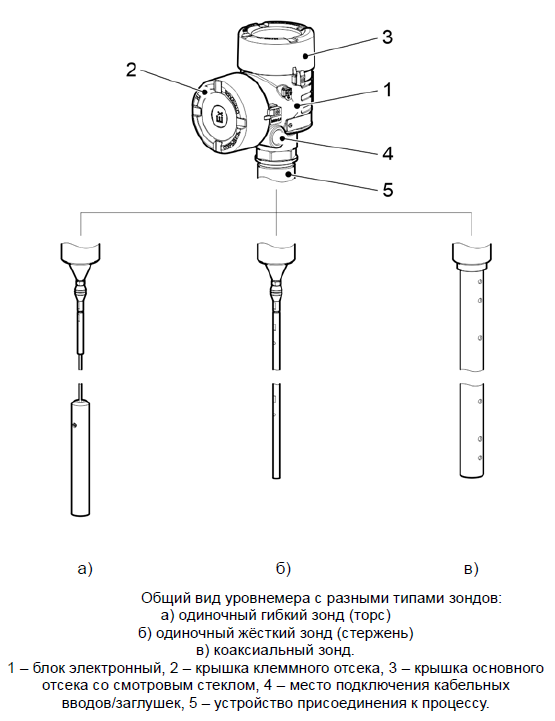 3
2
1
4
5
Ex
а)
б)
в)
Общий вид уровнемера с разными типами зондов:
а) одиночный гибкий зонд (торс)
б) одиночный жёсткий зонд (стержень)
в) коаксиальный зонд.
1 – блок электронный, 2 – крышка клеммного отсека, 3 – крышка основного
отсека со смотровым стеклом, 4 – место подключения кабельных
вводов/заглушек, 5 – устройство присоединения к процессу.